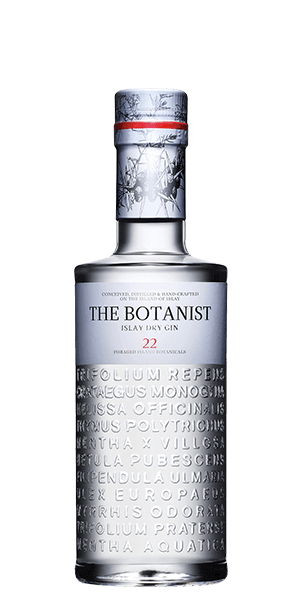 CONCEIVED, DISTILLED & HAND-CRAFTED
ON THE ISLAND OF ISLAY
THE BOTANIST
ISLAY DRY GIN
22
FORAGED ISLAND BOTANICALS
TRIFOLIUM REPENS
CRATAEGUS MONOGYNA
MELISSA OFFICINALIS
THYMUS POLYTRICHUS
MENTHA X VILLOSA
BETULA PUBESCENS
FILIPENDULA ULMARIA
ULEX EUROPAEUS
MYRRHIS ODORATA
TRIFOLIUM PRATENSE
MENTHA AQUATICA